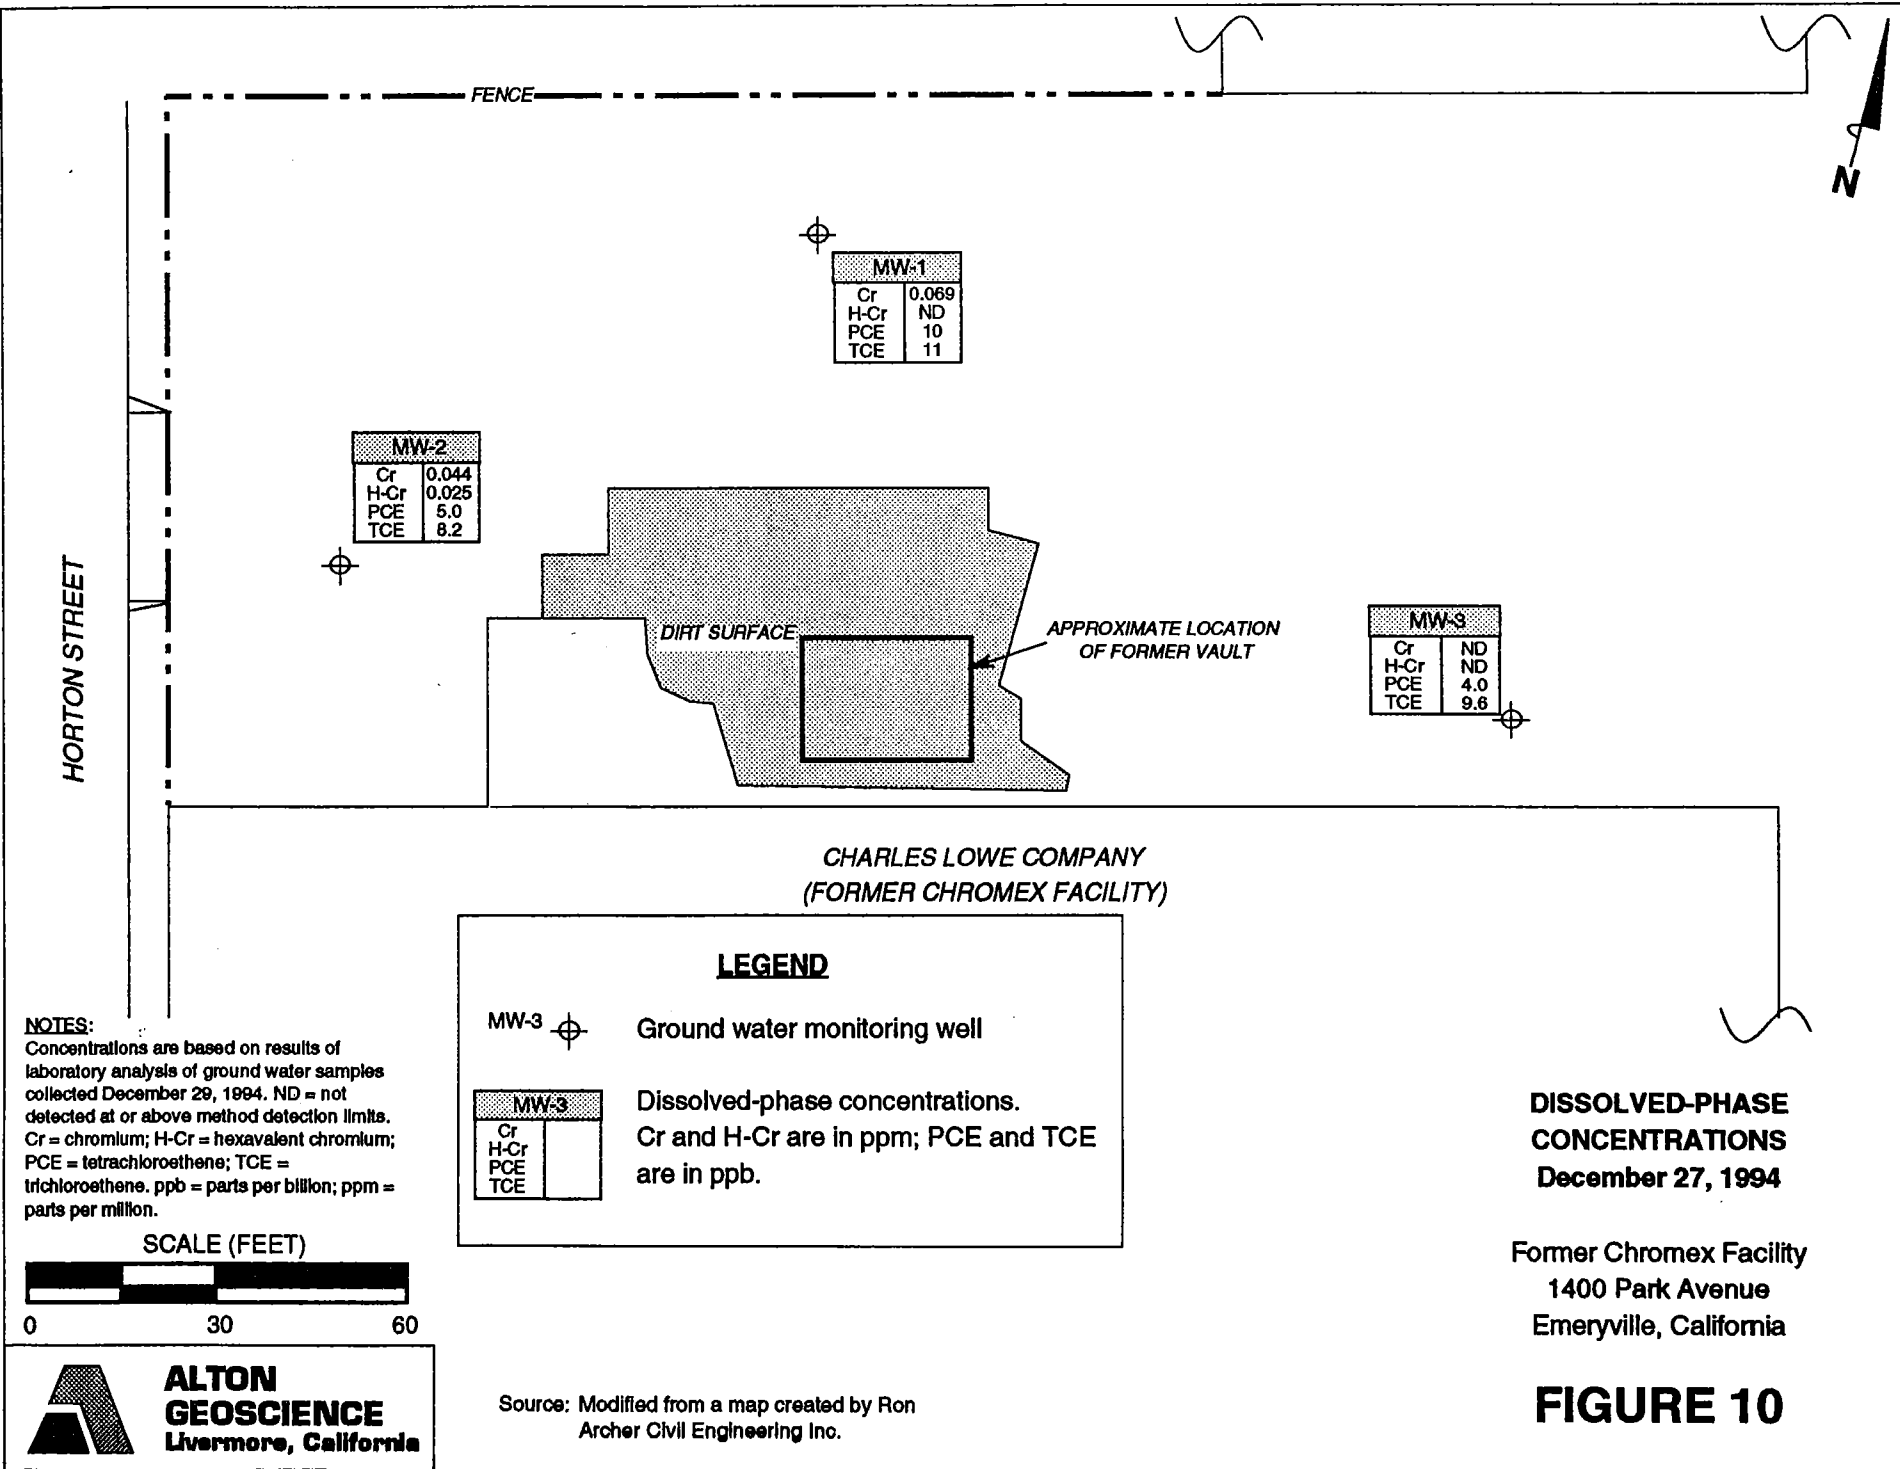 FENCE
N
MW-1
Cr 0.069
H-Cr ND
PCE 10
TCE 11
MW-2
Cr 0.044
H-Cr 0.025
PCE 5.0
TCE 8.2
HORTON STREET
DIRT SURFACE
APPROXIMATE LOCATION
OF FORMER VAULT
MW-3
Cr ND
H-Cr ND
PCE 4.0
TCE 9.6
CHARLES LOWE COMPANY
(FORMER CHROMEX FACILITY)
LEGEND
MW-3
Ground water monitoring well
MW-3
Cr
H-Cr
PCE
TCE
Dissolved-phase concentrations.
Cr and H-Cr are in ppm; PCE and TCE
are in ppb.
NOTES:
Concentrations are based on results of
laboratory analysis of ground water samples
collected December 29, 1994. ND = not
detected at or above method detection limits.
Cr = chromium; H-Cr = hexavalent chromium;
PCE = tetrachloroethene; TCE =
trichloroethene. ppb = parts per billion; ppm =
parts per million.
SCALE (FEET)
0 30 60
ALTON
GEOSCIENCE
Livermore, California
Source: Modified from a map created by Ron
Archer Civil Engineering Inc.
DISSOLVED-PHASE
CONCENTRATIONS
December 27, 1994
Former Chromex Facility
1400 Park Avenue
Emeryville, California
FIGURE 10